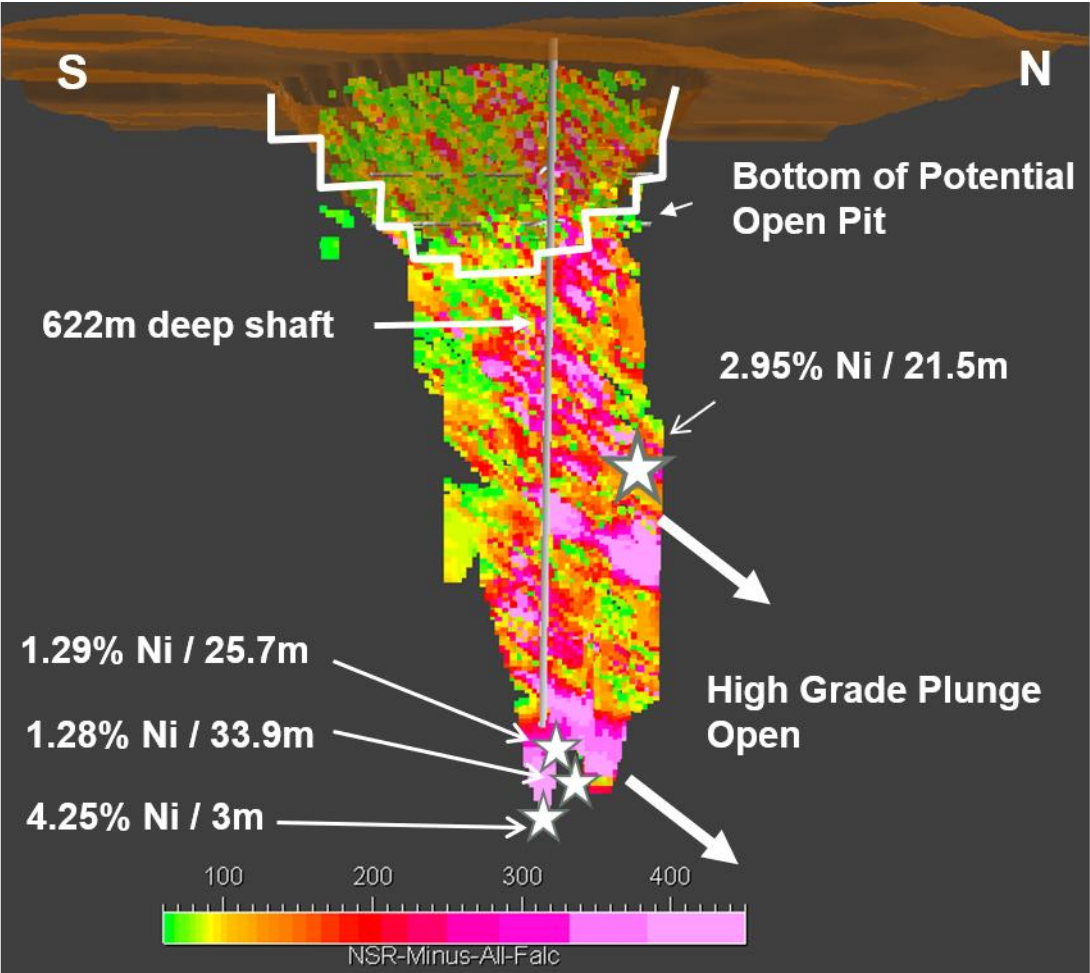 S
N
Bottom of Potential
Open Pit
622m deep shaft
2.95% Ni / 21.5m
1.29% Ni / 25.7m
1.28% Ni / 33.9m
4.25% Ni / 3m
High Grade Plunge
Open
100 200 300 400
NSR-Minus-All-Falc